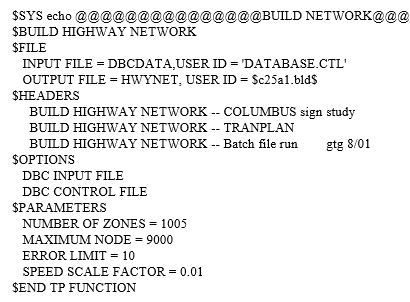 $SYS echo @@@@@@@@@@@@@@@BUILD NETWORK@@@
$BUILD HIGHWAY NETWORK
$FILE
INPUT FILE = DBCDATA,USER ID = 'DATABASE.CTL'
OUTPUT FILE = HWYNET, USER ID = $c25a1.bld$
$HEADERS
BUILD HIGHWAY NETWORK -- COLUMBUS sign study
BUILD HIGHWAY NETWORK -- TRANPLAN
BUILD HIGHWAY NETWORK -- Batch file run gtg 8/01
$OPTIONS
DBC INPUT FILE
DBC CONTROL FILE
$PARAMETERS
NUMBER OF ZONES = 1005
MAXIMUM NODE = 9000
ERROR LIMIT = 10
SPEED SCALE FACTOR = 0.01
$END TP FUNCTION